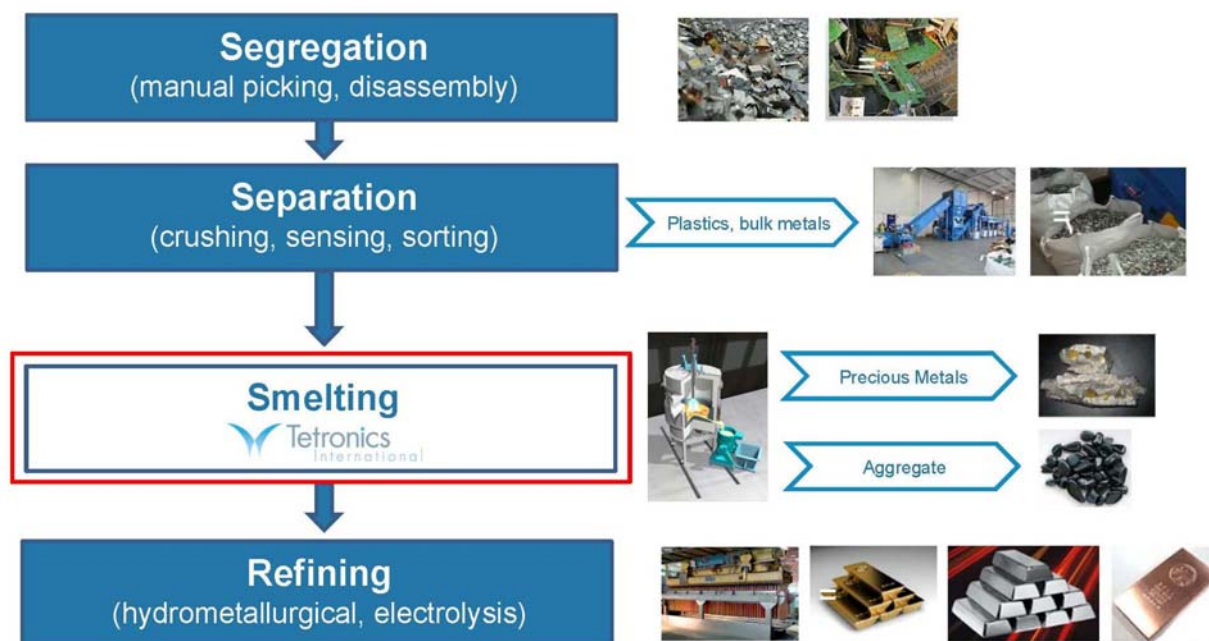 Segregation
(manual picking, disassembly)
Separation
(crushing, sensing, sorting)
Plastics, bulk metals
Smelting
Tetronics
International
Precious Metals
Aggregate
Refining
(hydrometallurgical, electrolysis)